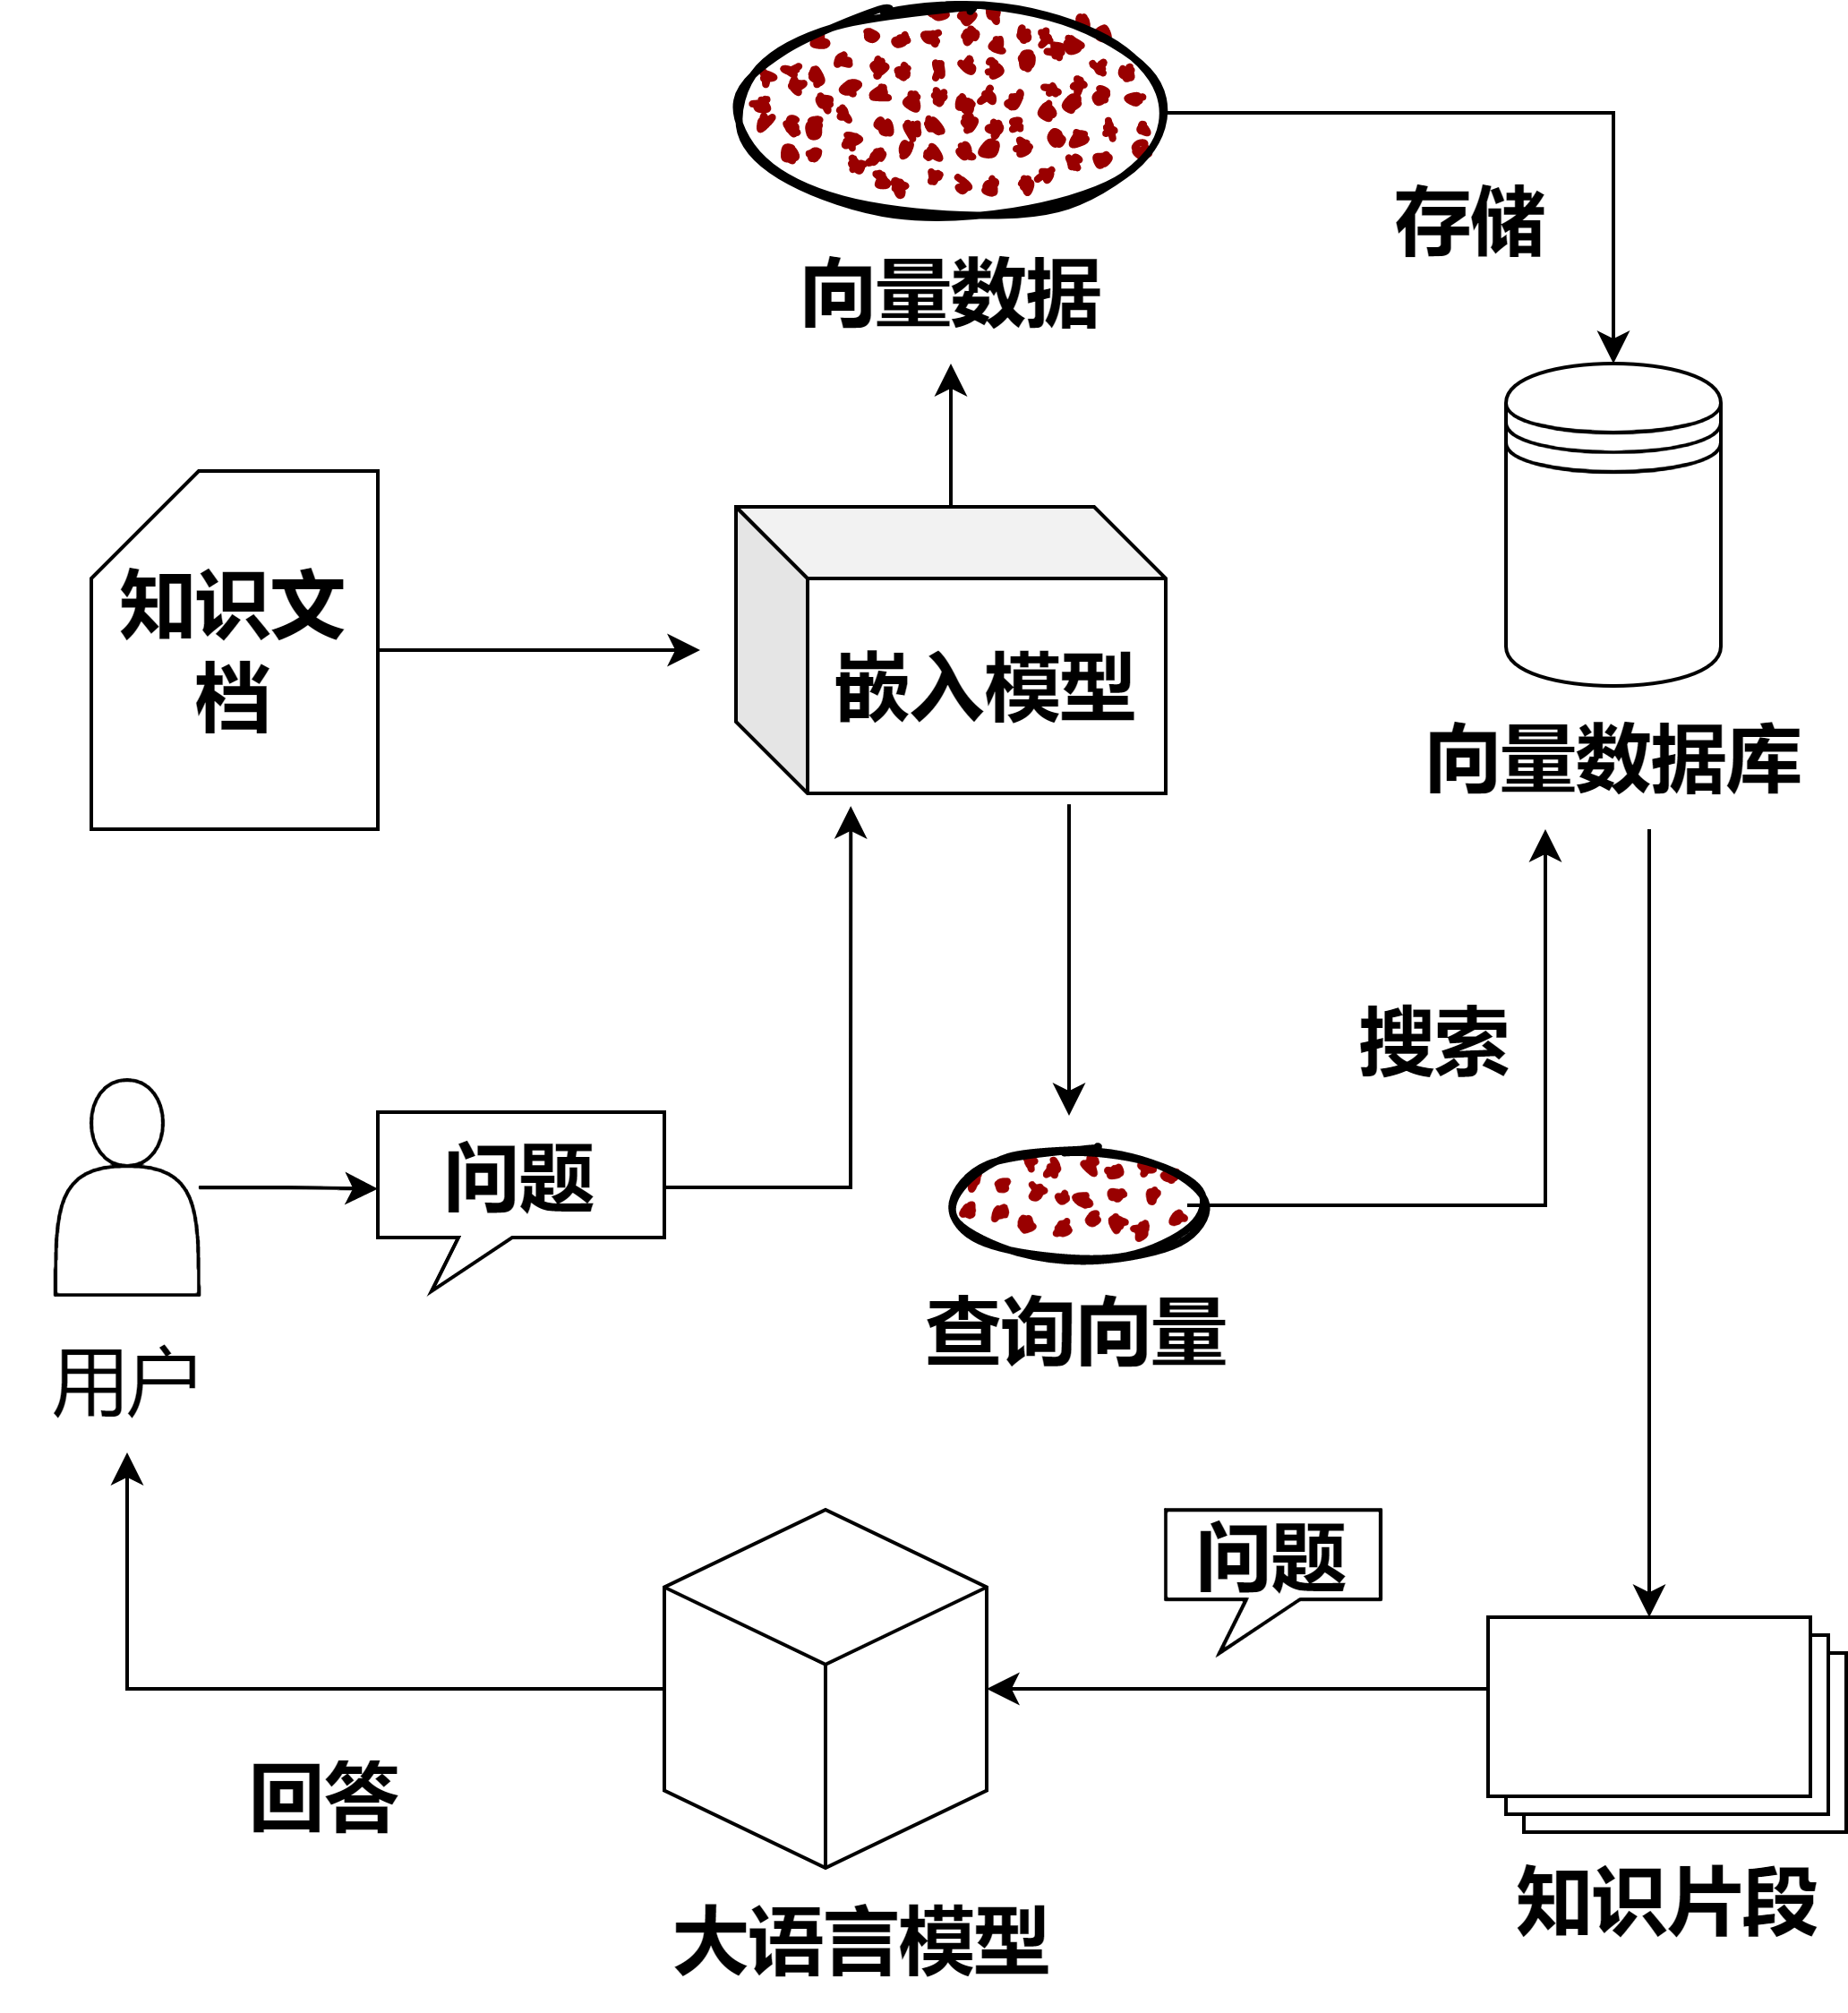 存储
向量数据
知识文
档
嵌入模型
向量数据库
搜索
问题
查询向量
用户
问题
回答
知识片段
大语言模型